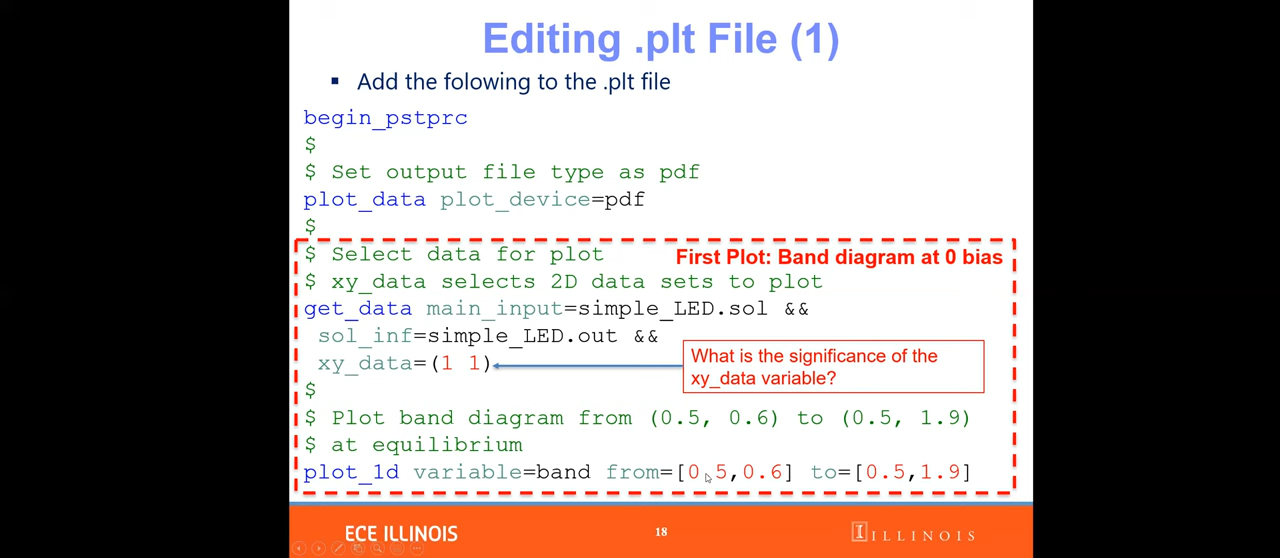 Editing .plt File (1)
▪ Add the folowing to the .plt file
begin_pstprc
$
$ Set output file type as pdf
plot_data plot_device=pdf
$
$ Select data for plot
First Plot: Band diagram at 0 bias
$ xy_data selects 2D data sets to plot
get_data main_input=simple_LED.sol &&
sol_inf=simple_LED.out &&
xy_data=(1 1)
What is the significance of the
xy_data variable?
$
$ Plot band diagram from (0.5, 0.6) to (0.5, 1.9)
$ at equilibrium
plot_1d variable=band from=[0.5,0.6] to=[0.5,1.9]
ECE ILLINOIS
18
ILLINOIS